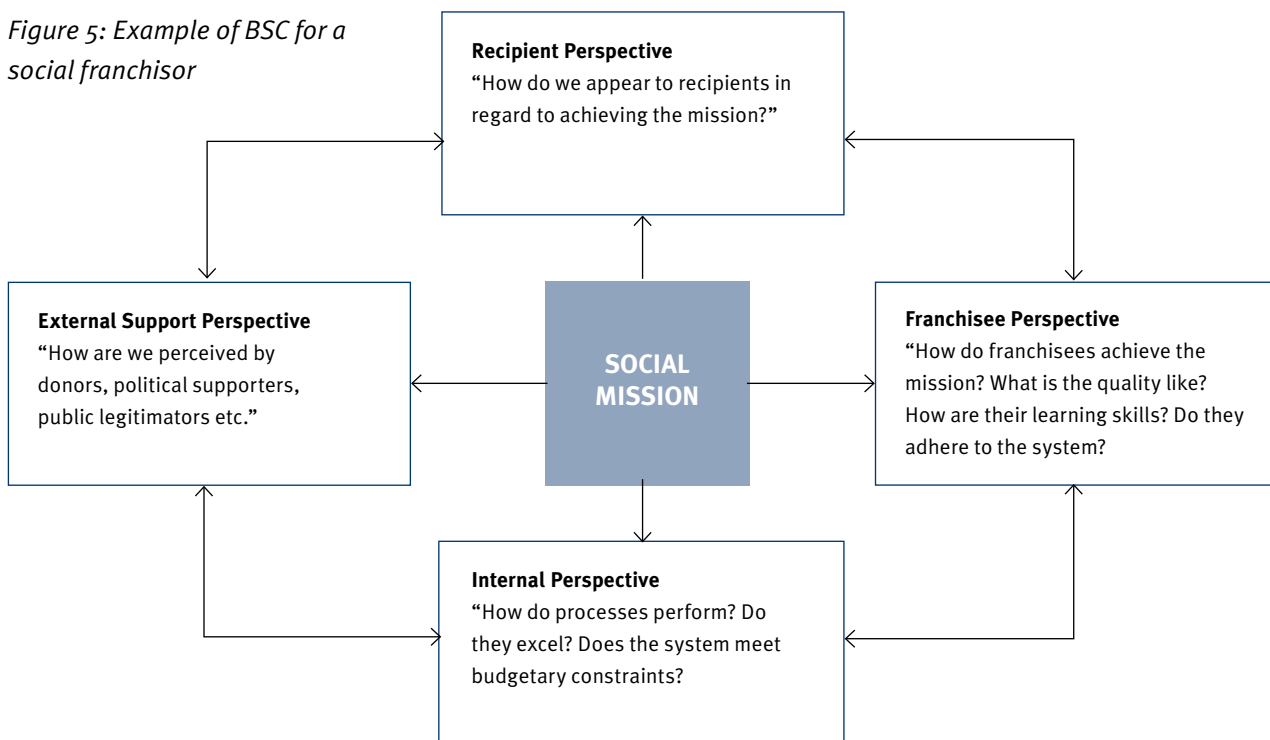 Figure 5: Example of BSC for a
social franchisor
Recipient Perspective
“How do we appear to recipients in
regard to achieving the mission?”
External Support Perspective
“How are we perceived by
donors, political supporters,
public legitimators etc.”
SOCIAL
MISSION
Franchisee Perspective
“How do franchisees achieve the
mission? What is the quality like?
How are their learning skills? Do they
adhere to the system?
Internal Perspective
“How do processes perform? Do
they excel? Does the system meet
budgetary constraints?